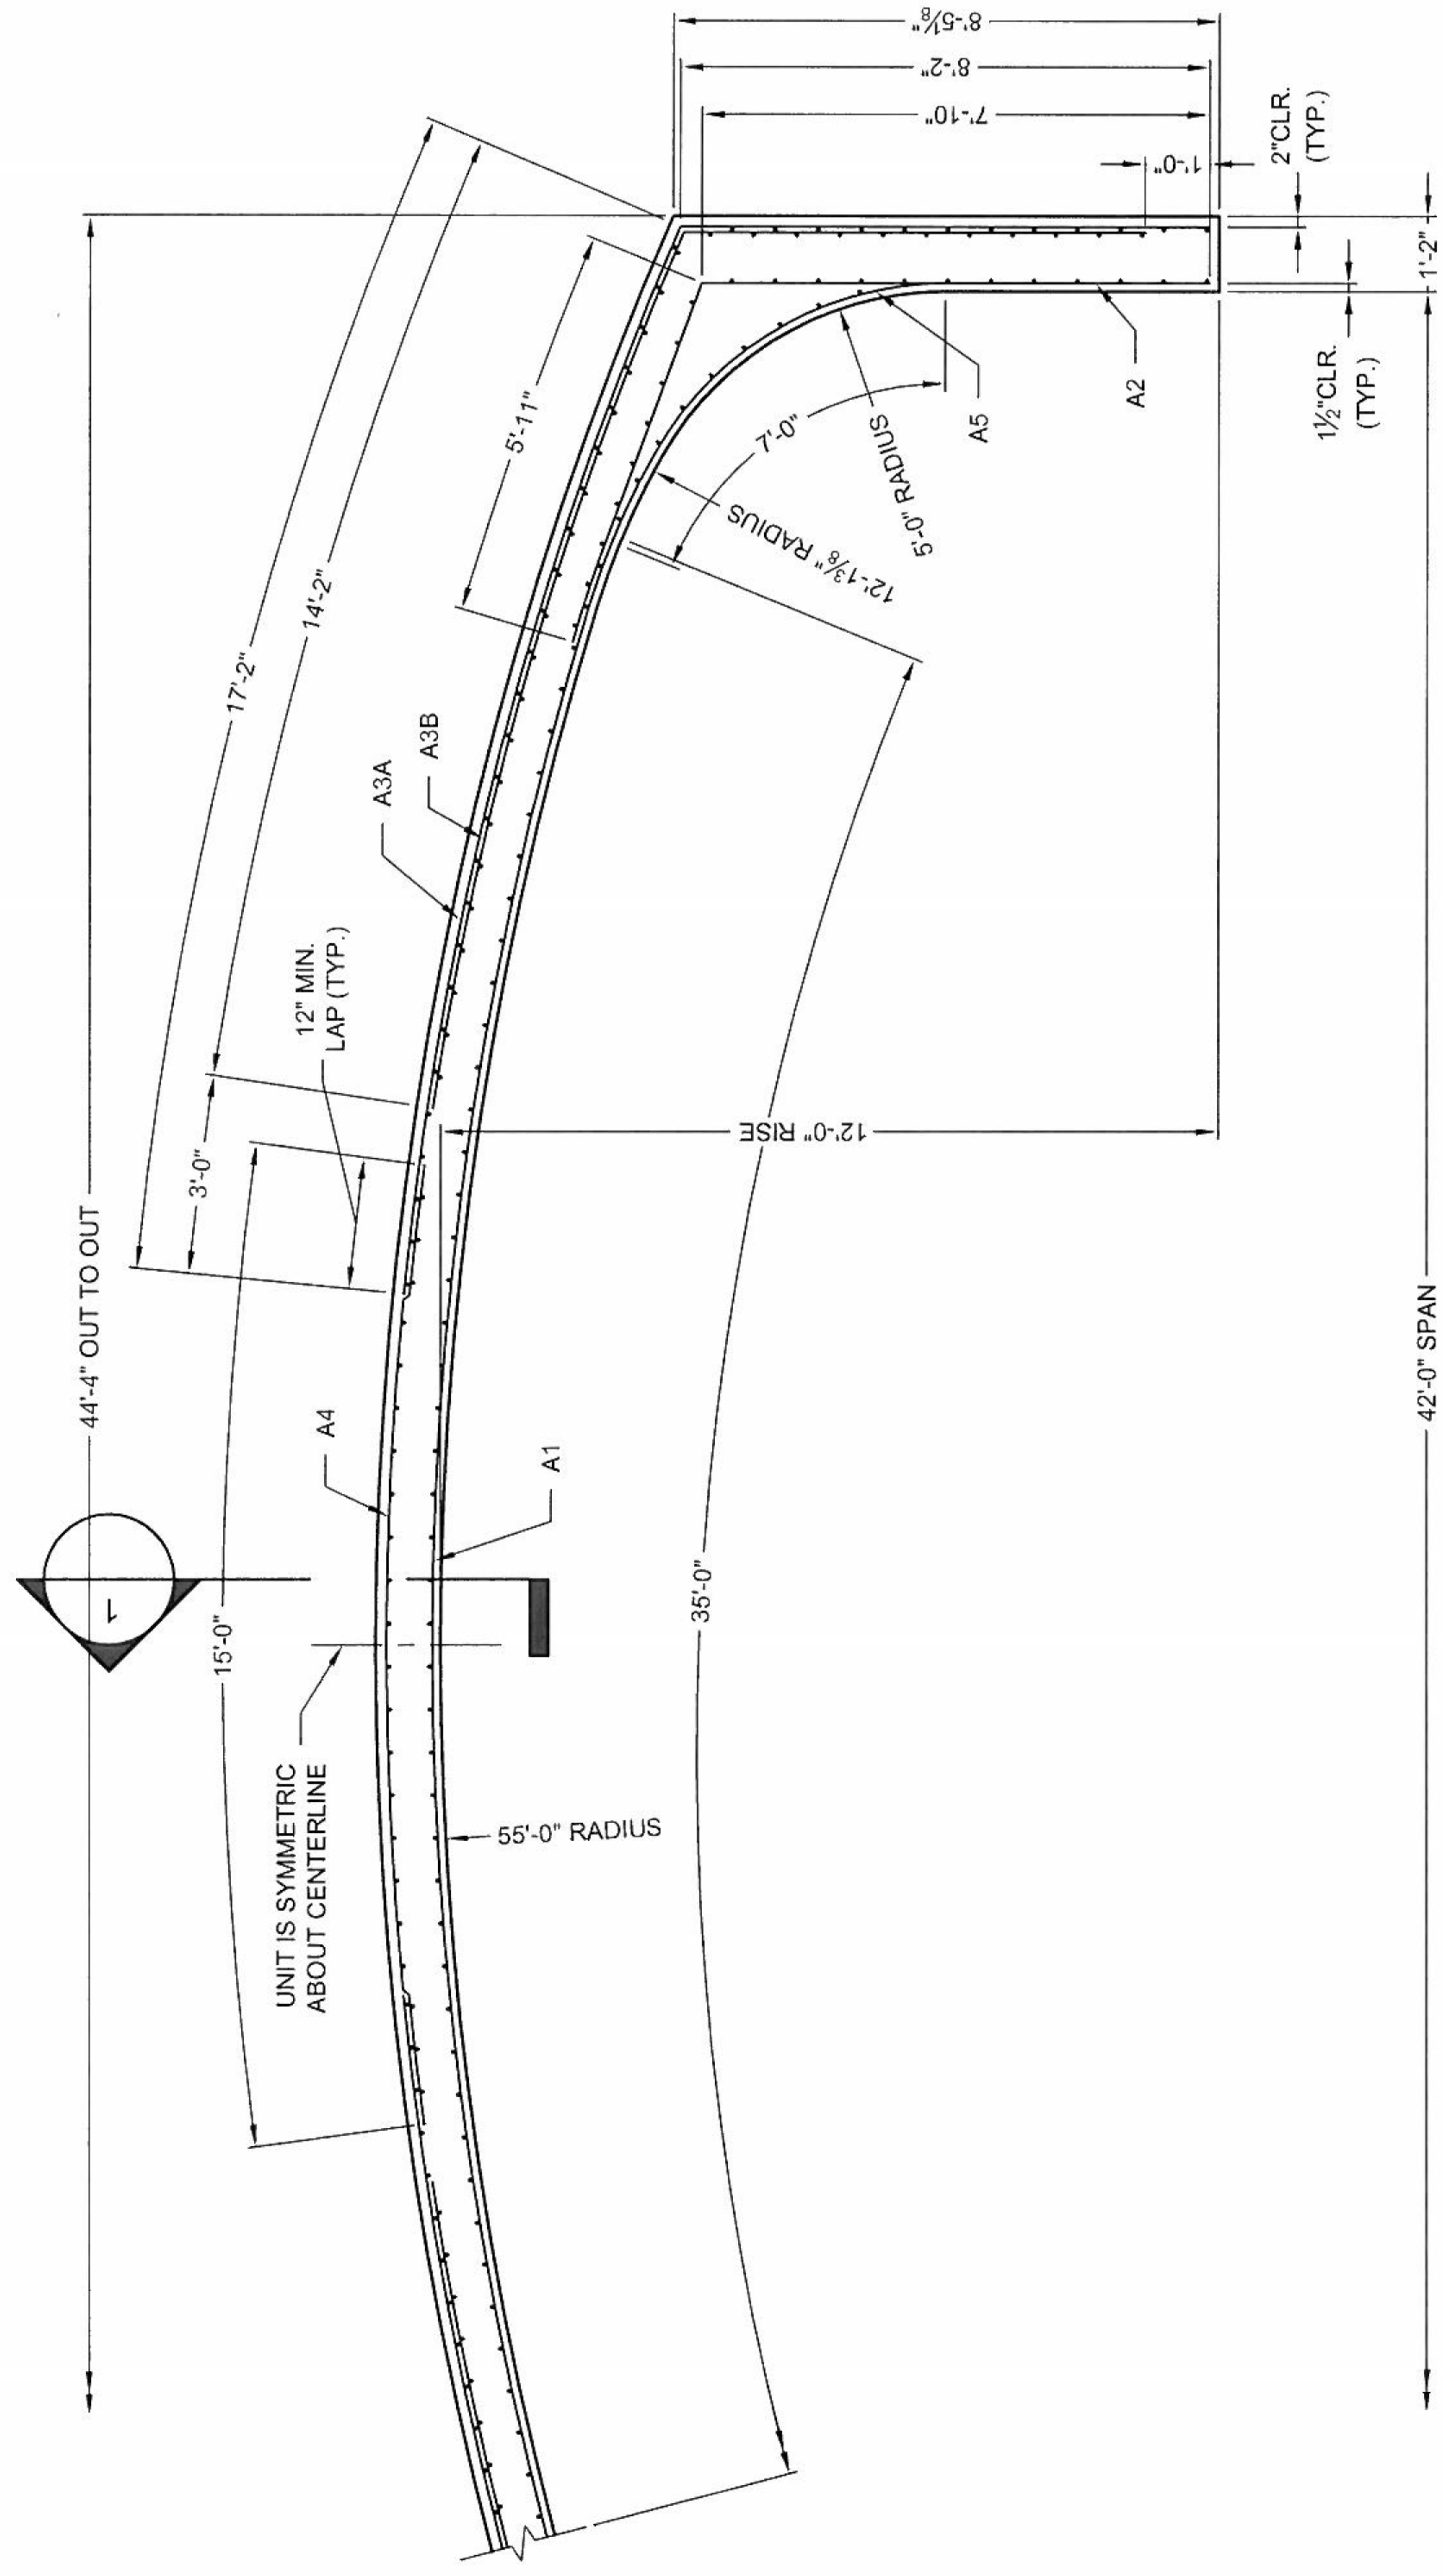 44'-4" OUT TO OUT
1
15'-0"
UNIT IS SYMMETRIC
ABOUT CENTERLINE
A4
A1
55'-0" RADIUS
35'-0"
17'-2"
14'-2"
3'-0"
12" MIN.
LAP (TYP.)
A3A
A3B
5'-11"
12'-0" RISE
7'-0"
12'-1⅜" RADIUS
5'-0" RADIUS
A5
A2
8'-5⅛"
8'-2"
7'-10"
1'-0"
2"CLR.
(TYP.)
1½"CLR.
(TYP.)
1'-2"
42'-0" SPAN